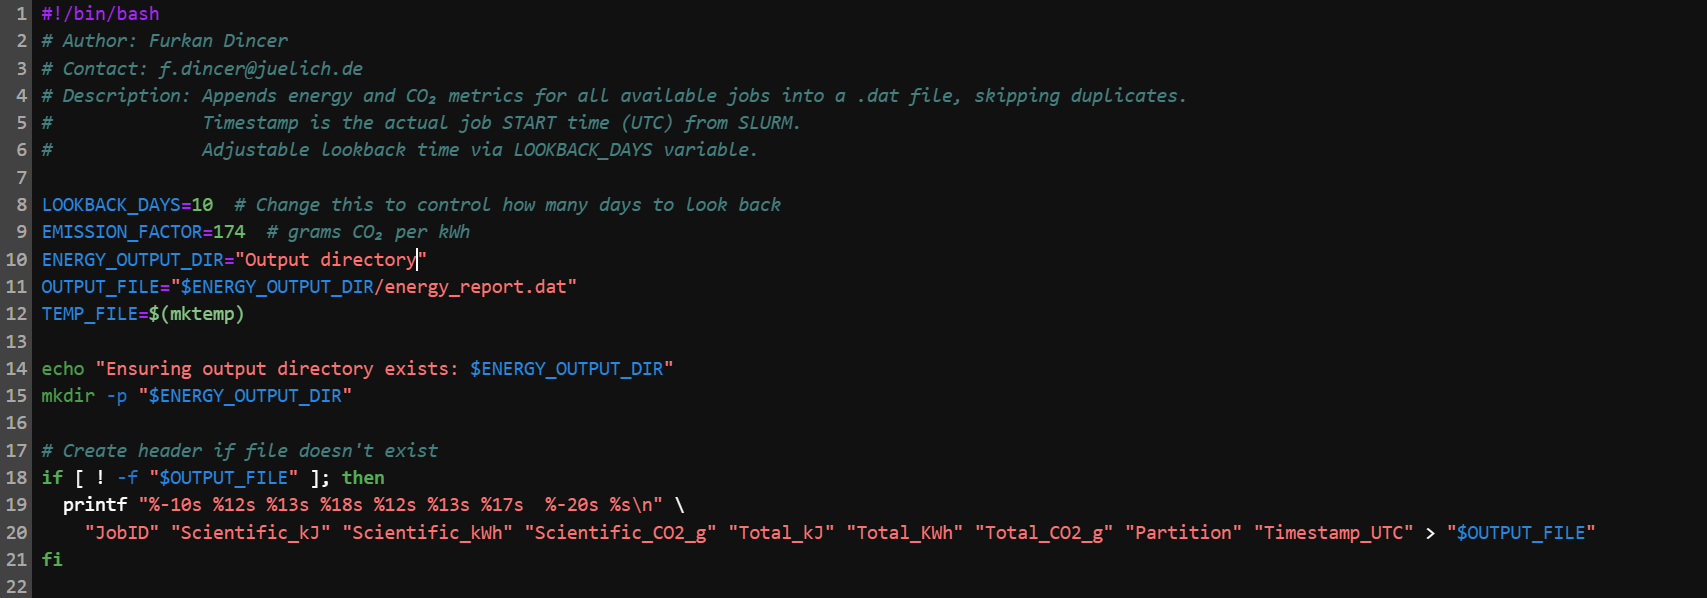 1 #!/bin/bash
2 # Author: Furkan Dincer
3 # Contact: f.dincer@juelich.de
4 # Description: Appends energy and CO₂ metrics for all available jobs into a .dat file, skipping duplicates.
5 #              Timestamp is the actual job START time (UTC) from SLURM.
6 #              Adjustable lookback time via LOOKBACK_DAYS variable.
7
8 LOOKBACK_DAYS=10  # Change this to control how many days to look back
9 EMISSION_FACTOR=174  # grams CO₂ per kWh
10 ENERGY_OUTPUT_DIR="Output directory"
11 OUTPUT_FILE="$ENERGY_OUTPUT_DIR/energy_report.dat"
12 TEMP_FILE=$(mktemp)
13
14 echo "Ensuring output directory exists: $ENERGY_OUTPUT_DIR"
15 mkdir -p "$ENERGY_OUTPUT_DIR"
16
17 # Create header if file doesn't exist
18 if [ ! -f "$OUTPUT_FILE" ]; then
19   printf "%-10s %12s %13s %18s %12s %13s %17s  %-20s %s\n" \
20     "JobID" "Scientific_kJ" "Scientific_kWh" "Scientific_CO2_g" "Total_kJ" "Total_KWh" "Total_CO2_g" "Partition" "Timestamp_UTC" > "$OUTPUT_FILE"
21 fi
22